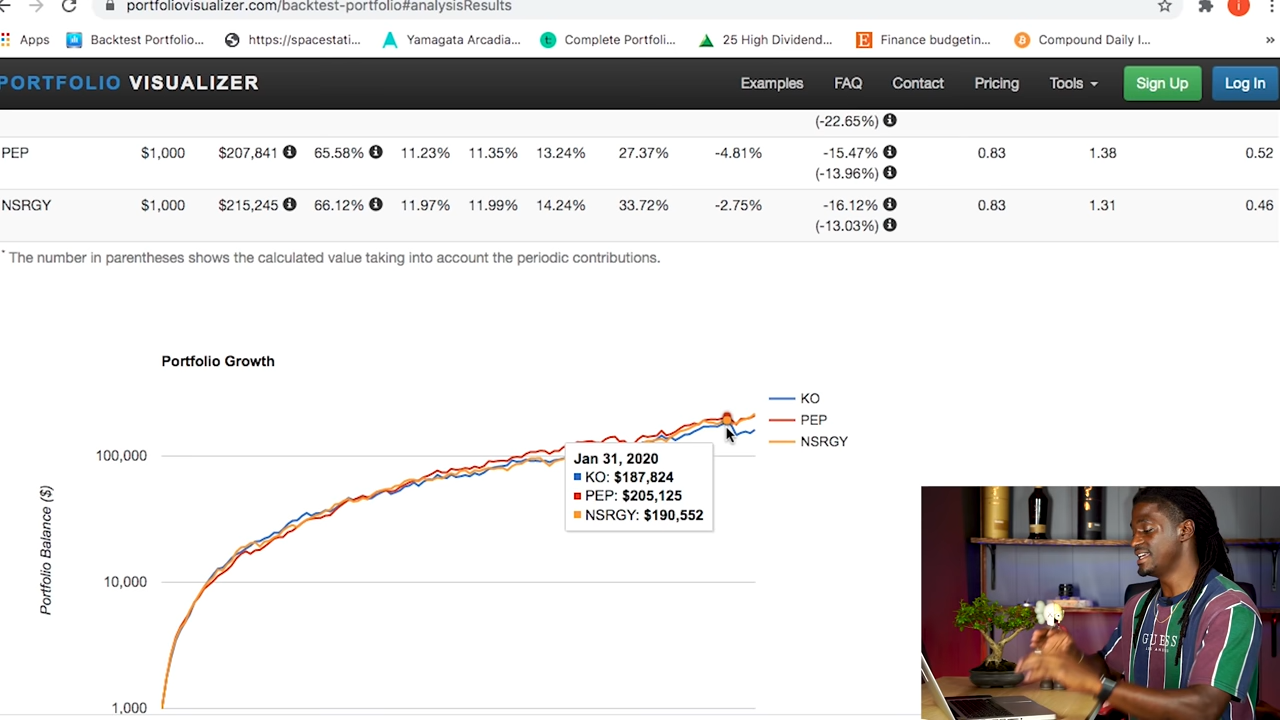 portfoliovisualizer.com/backtest-portfolio#analysisResults
Apps Backtest Portfolio... https://spacestati... Yamagata Arcadia... Complete Portfoli... 25 High Dividend... Finance budgetin... Compound Daily I... »
PORTFOLIO VISUALIZER Examples FAQ Contact Pricing Tools Sign Up Log In
(-22.65%)
PEP $1,000 $207,841 65.58% 11.23% 11.35% 13.24% 27.37% -4.81% -15.47% 0.83 1.38 0.52
(-13.96%)
NSRGY $1,000 $215,245 66.12% 11.97% 11.99% 14.24% 33.72% -2.75% -16.12% 0.83 1.31 0.46
(-13.03%)
* The number in parentheses shows the calculated value taking into account the periodic contributions.
Portfolio Growth
KO
PEP
NSRGY
100,000
10,000
1,000
Portfolio Balance ($)
Jan 31, 2020
KO: $187,824
PEP: $205,125
NSRGY: $190,552
GUESS